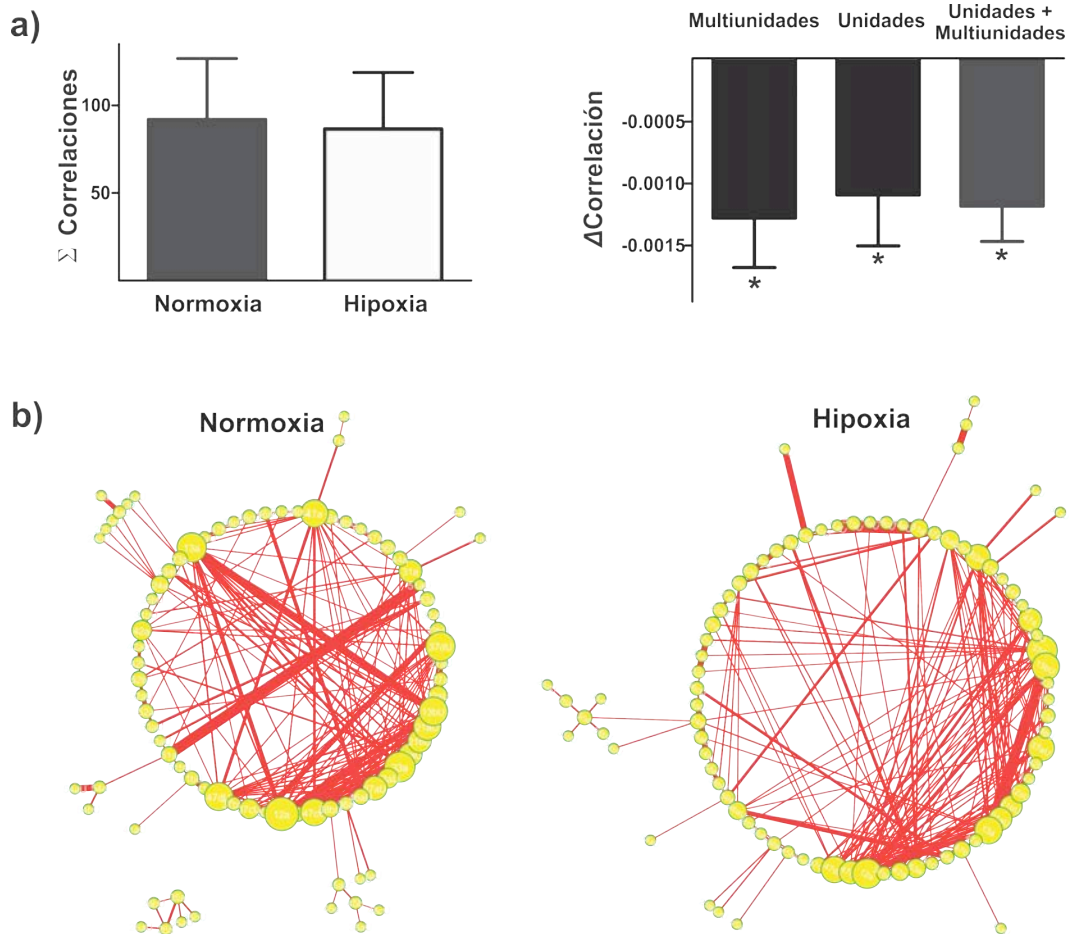 a)
Σ Correlaciones
100
50
Normoxia
Hipoxia
Multiunidades
Unidades
Unidades +
Multiunidades
ΔCorrelación
-0.0005
-0.0010
-0.0015
*
*
*
b)
Normoxia
Hipoxia